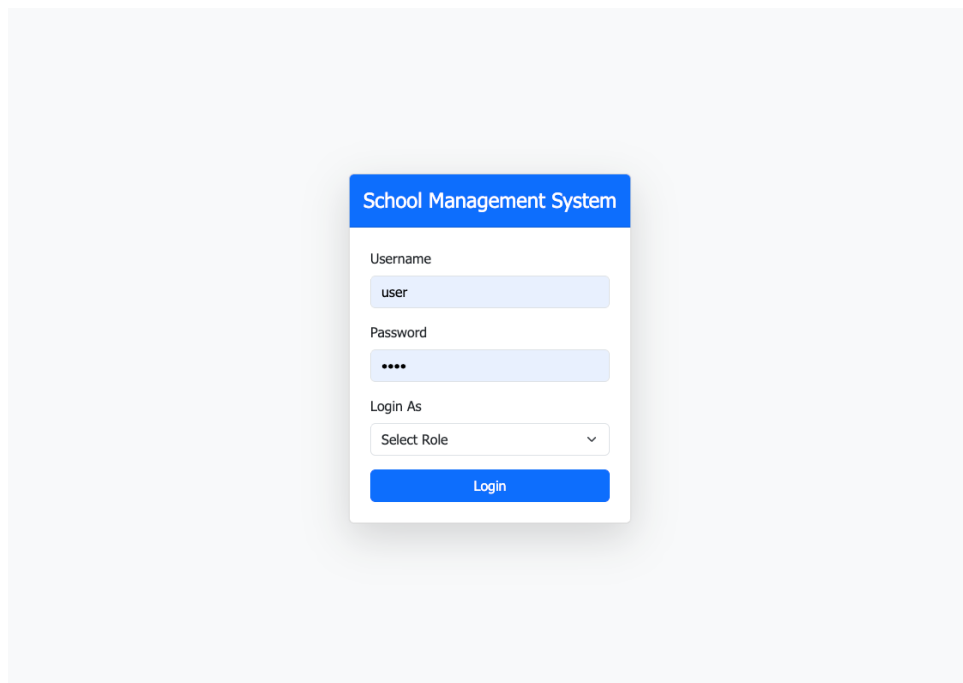 School Management System
Username
user
Password
••••
Login As
Select Role
Login